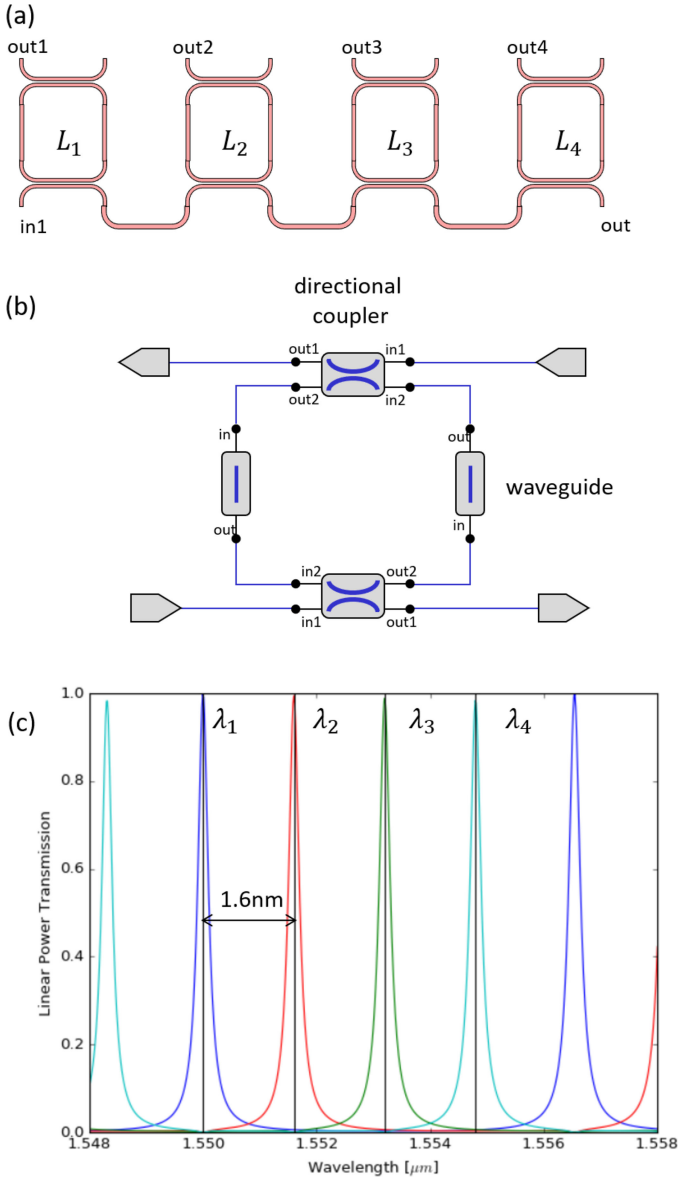 (a)
out1 out2 out3 out4
L1 L2 L3 L4
in1 out
(b)
directional
coupler
out1 in1
out2 in2
in out
waveguide
out in
in2 out2
in1 out1
(c)
λ1 λ2 λ3 λ4
1.6nm
1.0
0.8
0.6
0.4
0.2
0.0
Linear Power Transmission
1.548 1.550 1.552 1.554 1.556 1.558
Wavelength [μm]